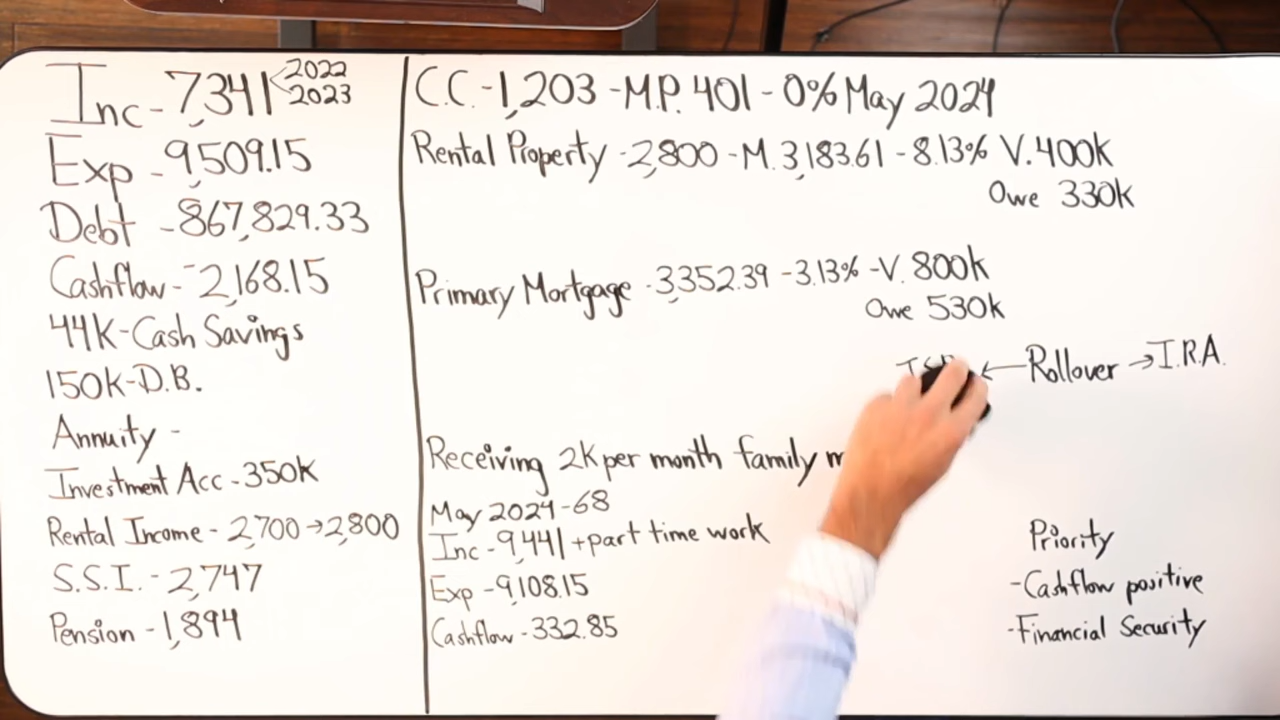 Inc - 7,341 2022
2023
Exp - 9,509.15
Debt - 867,829.33
Cashflow - -2,168.15
44K - Cash Savings
150K - D.B.
Annuity -
Investment Acc - 350K
Rental Income - 2,700 → 2,800
S.S.I. - 2,747
Pension - 1,894
C.C. - 1,203 - M.P. 401 - 0% May 2024
Rental Property - 2,800 - M. 3,183.61 - 8.13% V. 400k
Owe 330k
Primary Mortgage - 3,352.39 - 3.13% - V. 800k
Owe 530k
← Rollover → I.R.A.
Receiving 2K per month family
May 2024 - 68
Inc - 9,441 + part time work
Exp - 9,108.15
Cashflow - 332.85
Priority
- Cashflow positive
- Financial Security